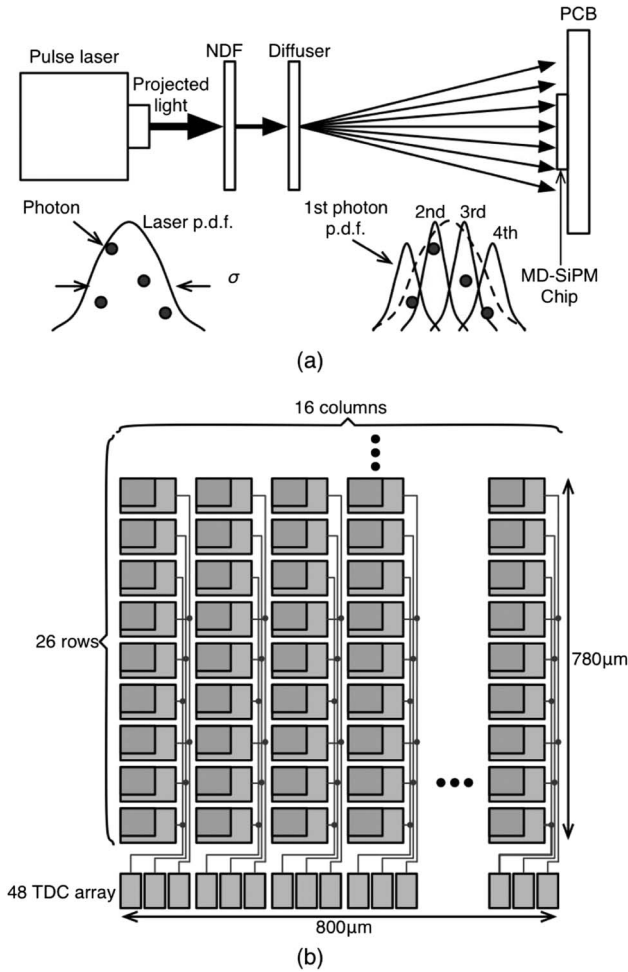 PCB
NDF
Diffuser
Pulse laser
Projected
light
Photon
Laser p.d.f.
σ
1st photon
p.d.f.
2nd
3rd
4th
MD-SiPM
Chip
(a)
16 columns
26 rows
780µm
48 TDC array
800µm
(b)